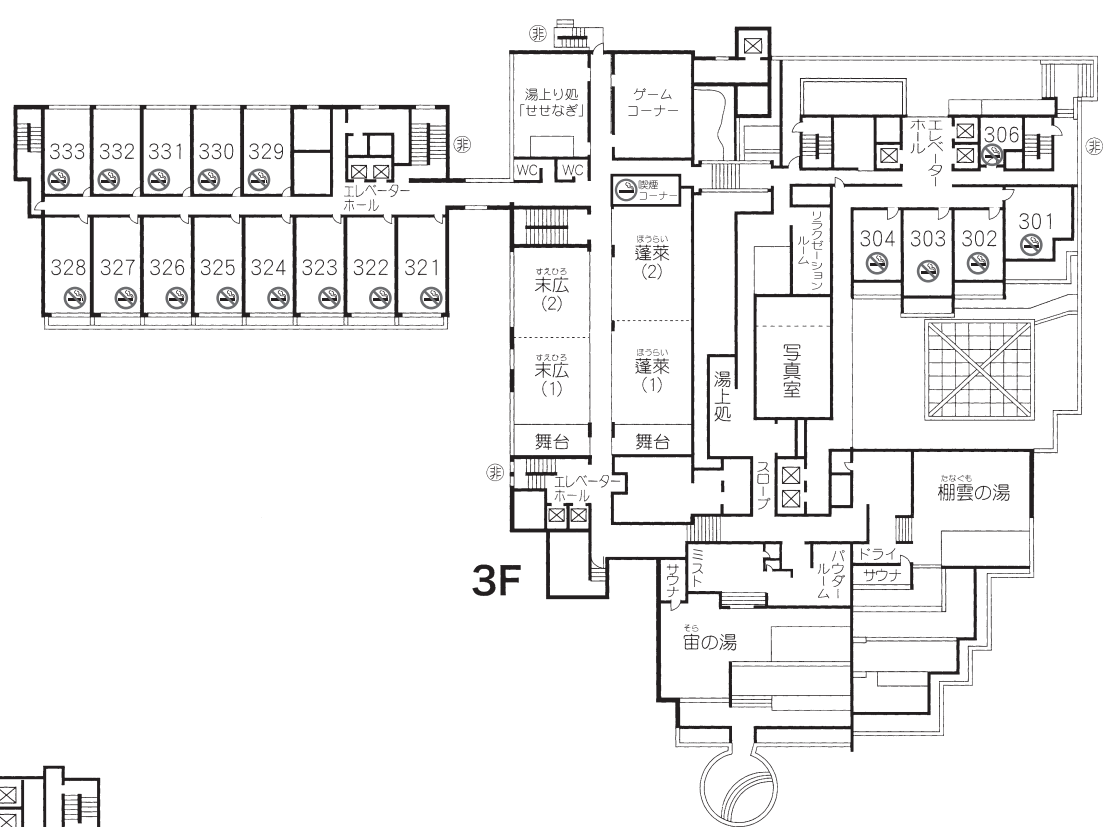 非
湯上り処
「せせなぎ」
ゲーム
コーナー
WC
WC
喫煙
コーナー
333
332
331
330
329
非
エレベーター
ホール
328
327
326
325
324
323
322
321
ほうらい
蓬萊
(2)
すえひろ
末広
(2)
すえひろ
末広
(1)
ほうらい
蓬萊
(1)
舞台
舞台
非
エレベーター
ホール
エレベーター
ホール
306
非
リラクゼーション
ルーム
304
303
302
301
写真室
湯上処
スロープ
たなぐも
棚雲の湯
3F
サウナ
ミスト
パウダー
ルーム
ドライ
サウナ
そら
宙の湯